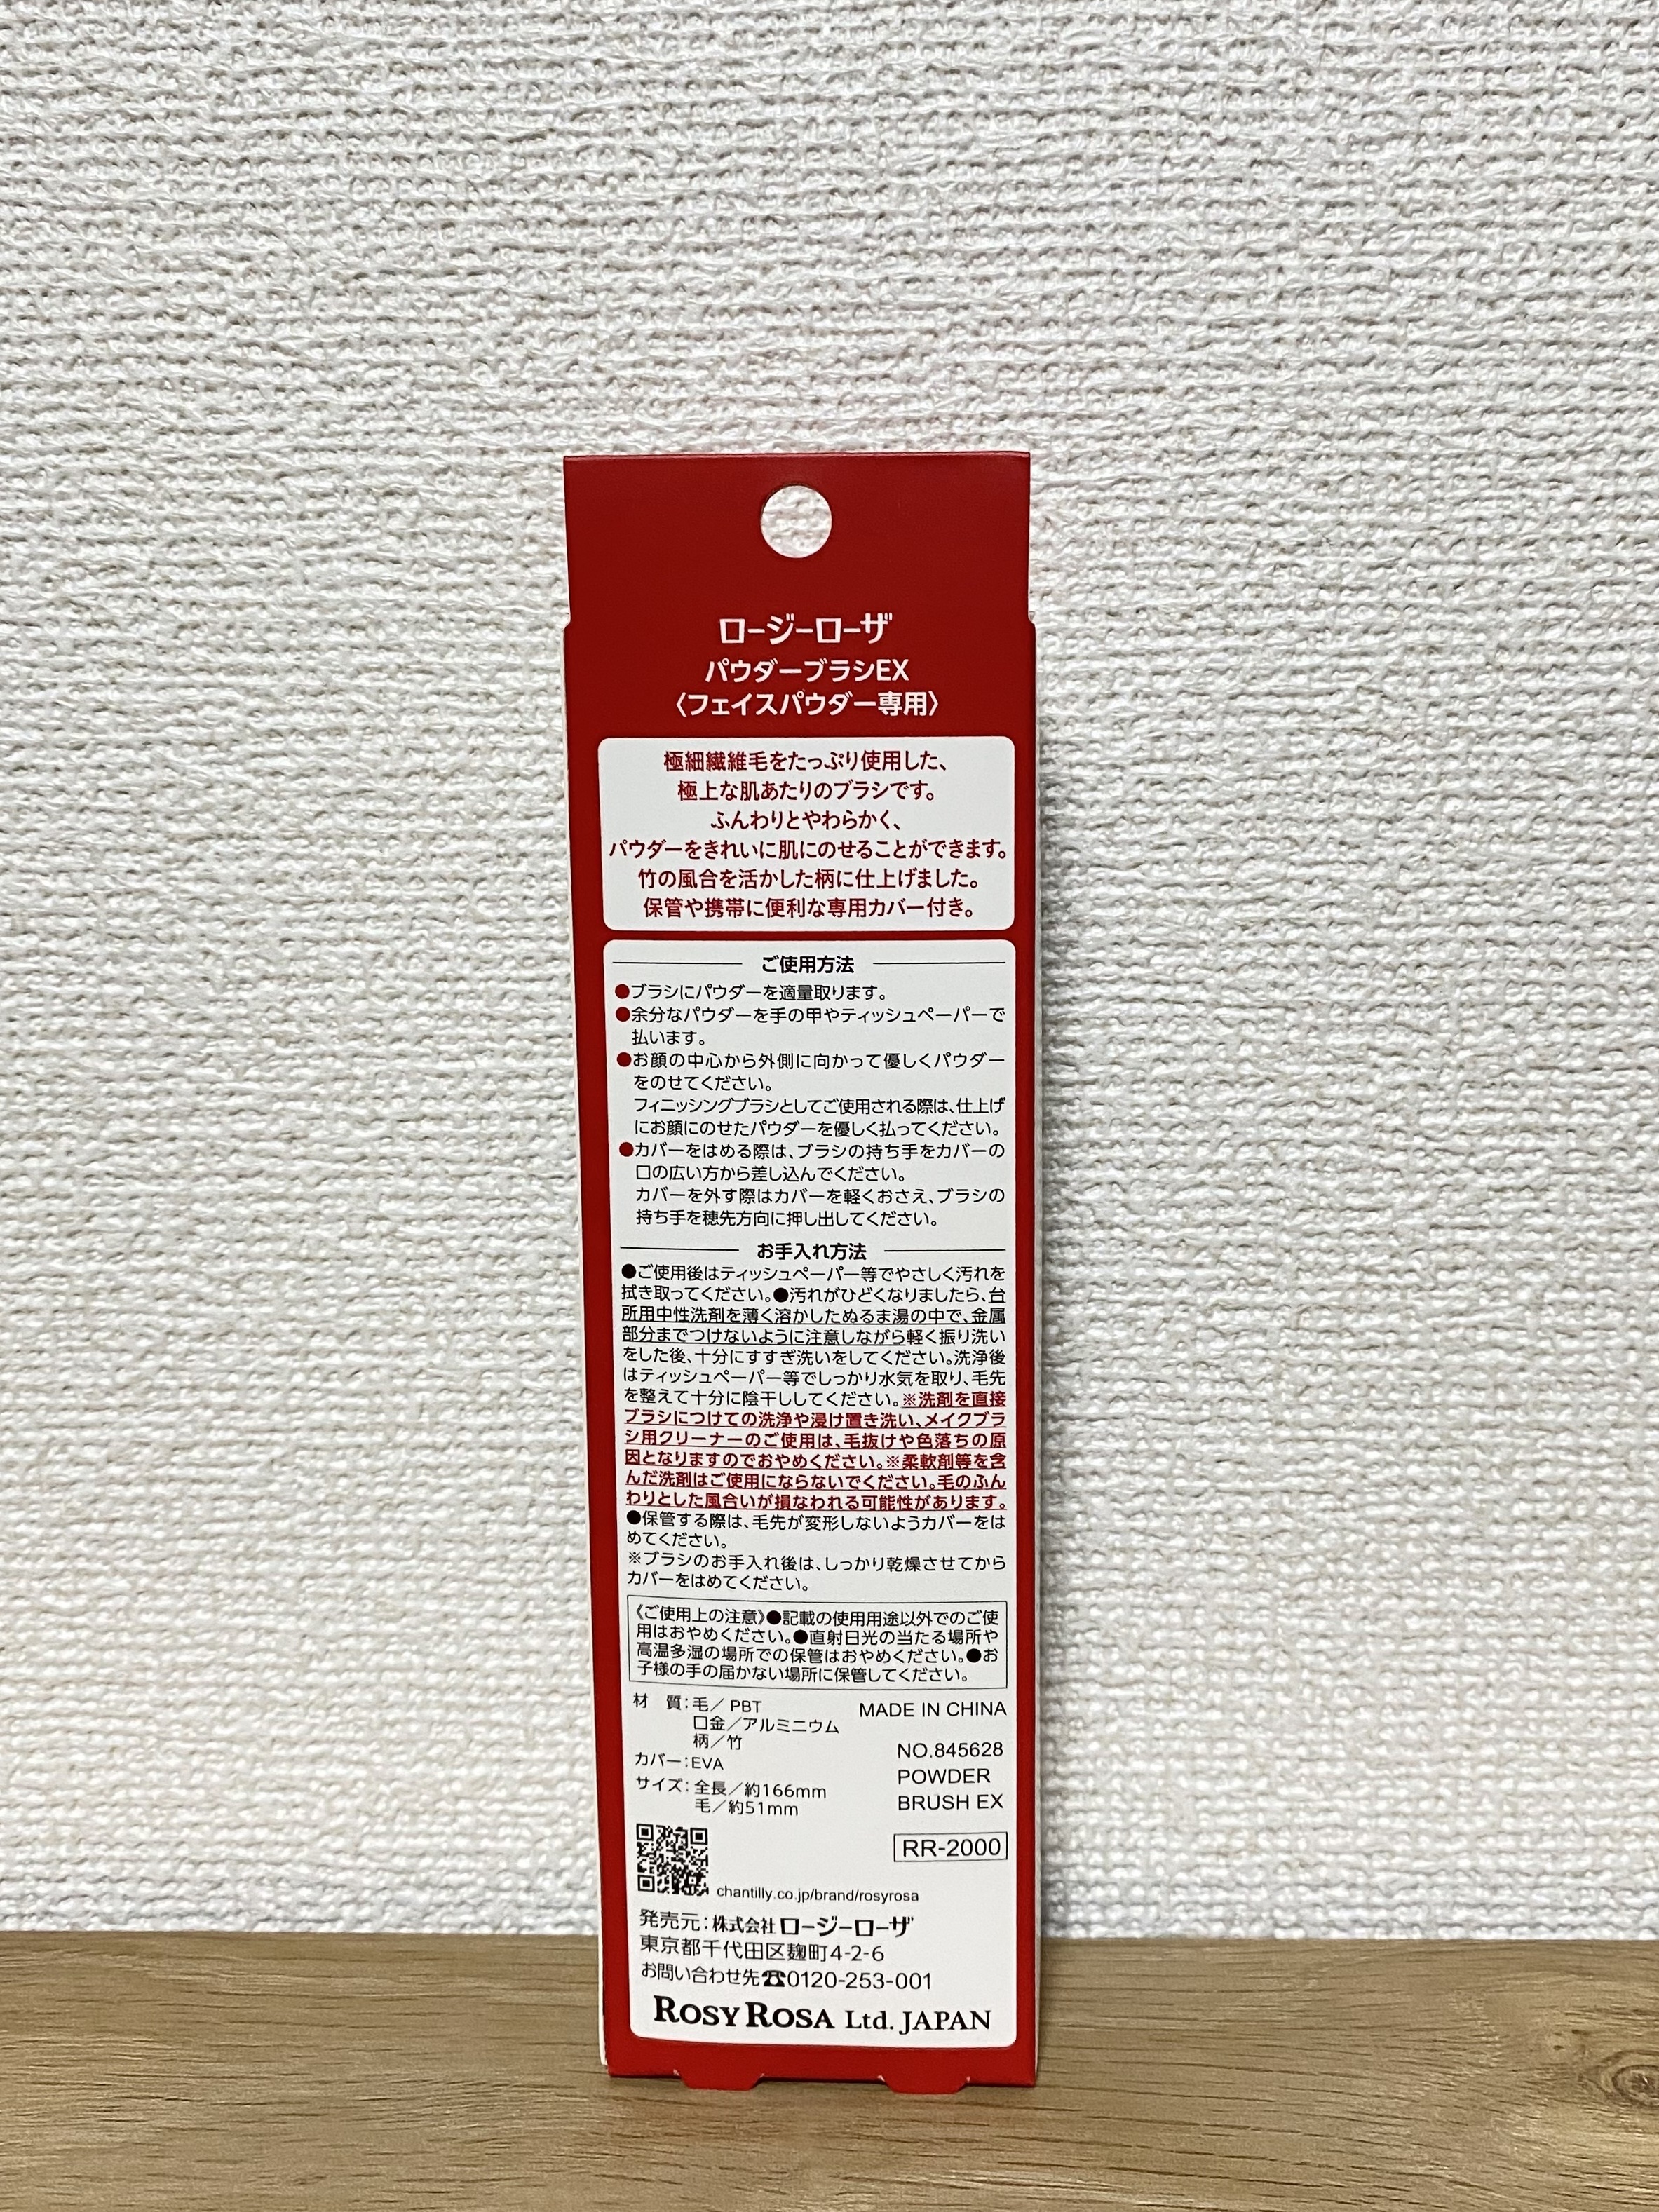 ロージーローザ
パウダーブラシEX
〈フェイスパウダー専用〉
極細繊維毛をたっぷり使用した、
極上な肌あたりのブラシです。
ふんわりとやわらかく、
パウダーをきれいに肌にのせることができます。
竹の風合を活かした柄に仕上げました。
保管や携帯に便利な専用カバー付き。
ご使用方法
●ブラシにパウダーを適量取ります。
●余分なパウダーを手の甲やティッシュペーパーで
払います。
●お顔の中心から外側に向かって優しくパウダー
をのせてください。
フィニッシングブラシとしてご使用される際は、仕上げ
にお顔にのせたパウダーを優しく払ってください。
●カバーをはめる際は、ブラシの持ち手をカバーの
口の広い方から差し込んでください。
カバーを外す際はカバーを軽くおさえ、ブラシの
持ち手を穂先方向に押し出してください。
お手入れ方法
●ご使用後はティッシュペーパー等でやさしく汚れを
拭き取ってください。●汚れがひどくなりましたら、台
所用中性洗剤を薄く溶かしたぬるま湯の中で、金属
部分までつけないように注意しながら軽く振り洗い
をした後、十分にすすぎ洗いをしてください。洗浄後
はティッシュペーパー等でしっかり水気を取り、毛先
を整えて十分に陰干ししてください。※洗剤を直接
ブラシにつけての洗浄や浸け置き洗い、メイクブラ
シ用クリーナーのご使用は、毛抜けや色落ちの原
因となりますのでおやめください。※柔軟剤等を含
んだ洗剤はご使用にならないでください。毛のふん
わりとした風合いが損なわれる可能性があります。
●保管する際は、毛先が変形しないようカバーをは
めてください。
※ブラシのお手入れ後は、しっかり乾燥させてから
カバーをはめてください。
《ご使用上の注意》●記載の使用用途以外でのご使
用はおやめください。●直射日光の当たる場所や
高温多湿の場所での保管はおやめください。●お
子様の手の届かない場所に保管してください。
材 質：毛／PBT
口金／アルミニウム
柄／竹
カバー：EVA
サイズ：全長／約166mm
毛／約51mm
MADE IN CHINA
NO.845628
POWDER
BRUSH EX
RR-2000
chantilly.co.jp/brand/rosyrosa
発売元：株式会社ロージーローザ
東京都千代田区麹町4-2-6
お問い合わせ先☎0120-253-001
ROSY ROSA Ltd. JAPAN